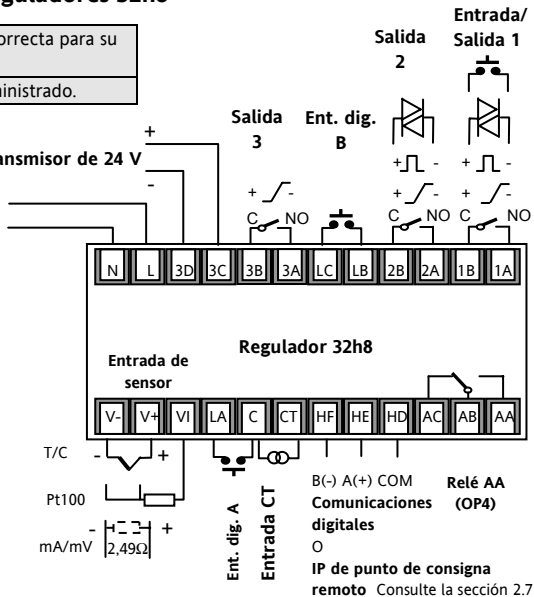 guladores 32h8
orrecta para su
ministrado.
Entrada/
Salida 1
Salida
2
Salida
3
Ent. dig.
B
ansmisor de 24 V
+
-
+ -
+ -
+ -
+ -
+ -
C NO
C NO
C NO
N L 3D 3C 3B 3A LC LB 2B 2A 1B 1A
Regulador 32h8
Entrada de
sensor
V- V+ VI LA C CT HF HE HD AC AB AA
T/C - +
Pt100
- +
mA/mV 2,49Ω
Ent. dig. A
Entrada CT
B(-) A(+) COM
Comunicaciones
digitales
O
IP de punto de consigna
remoto Consulte la sección 2.7
Relé AA
(OP4)